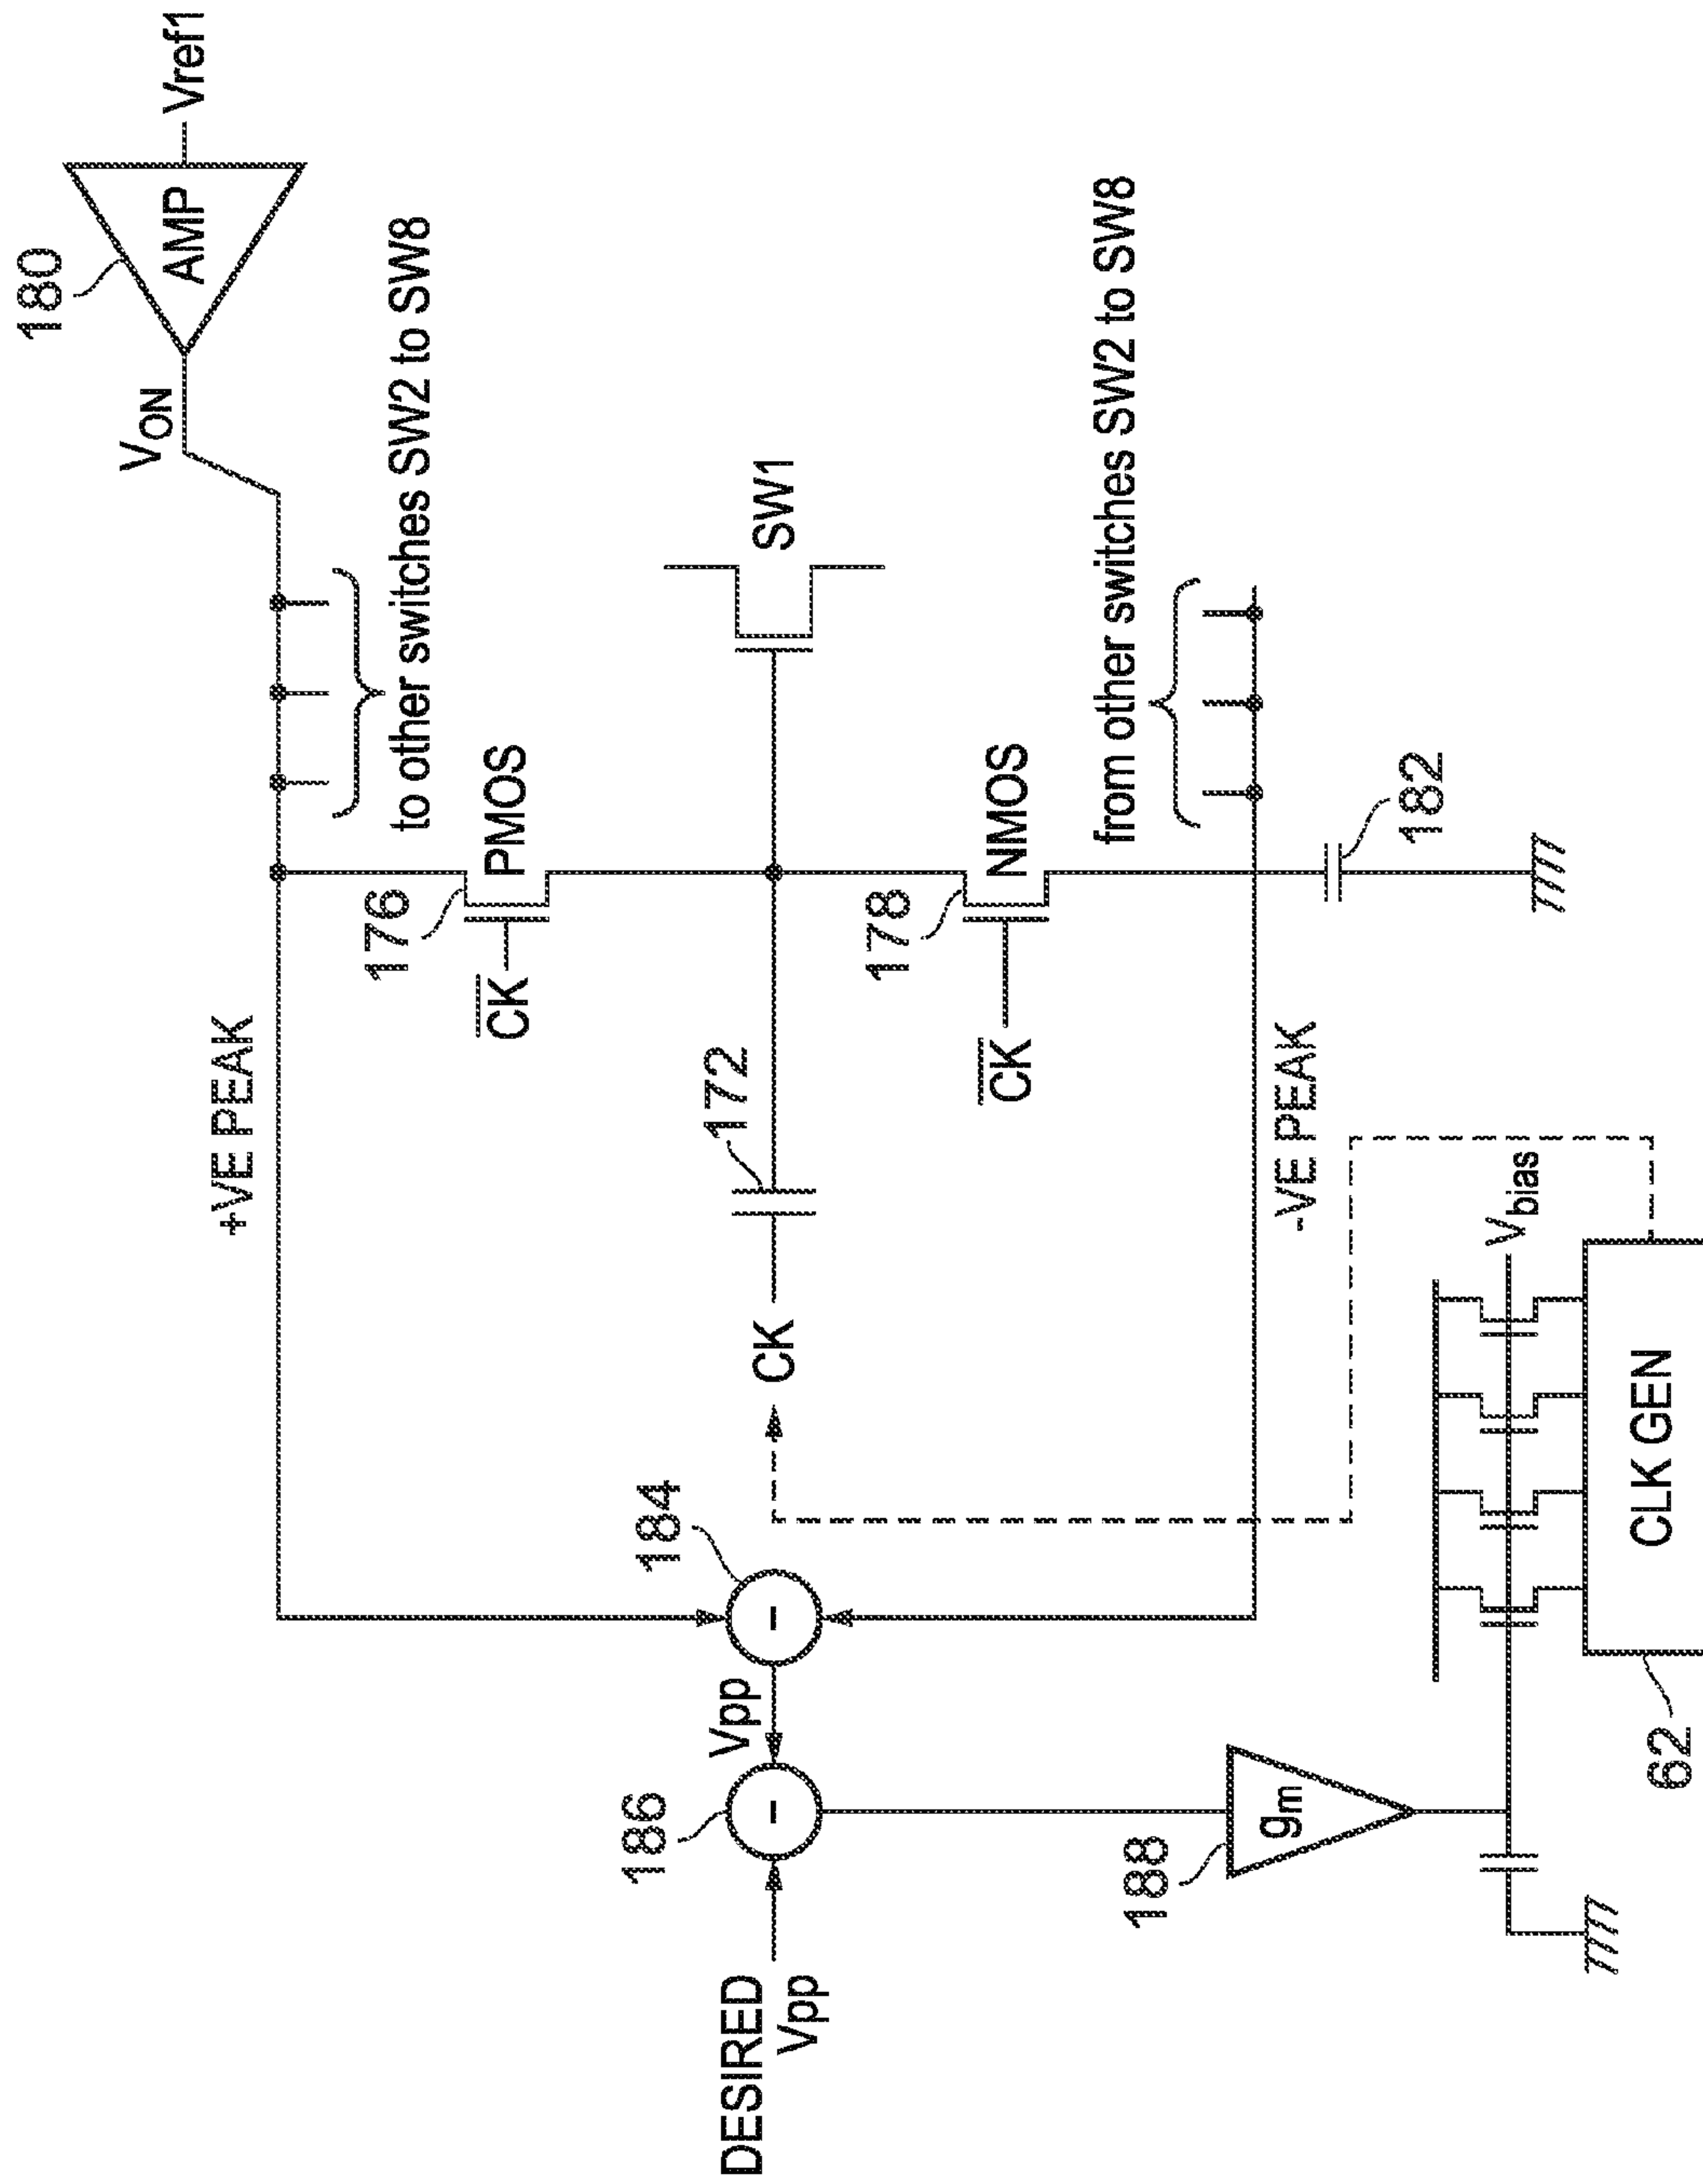 180
AMP
Vref1
VON
to other switches SW2 to SW8
+VE PEAK
176
PMOS
CK
SW1
172
CK
184
Vpp
186
DESIRED
Vpp
178
NMOS
CK
from other switches SW2 to SW8
182
-VE PEAK
188
gm
Vbias
CLK GEN
62